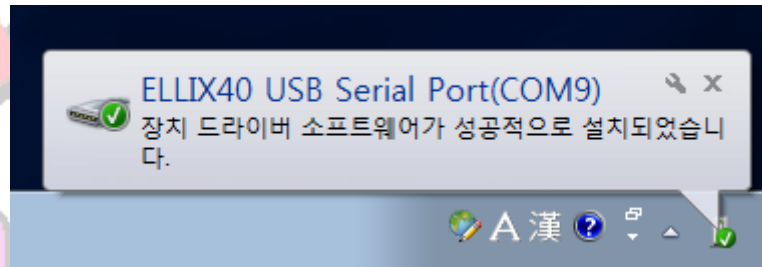 ELLIX40 USB Serial Port(COM9)
장치 드라이버 소프트웨어가 성공적으로 설치되었습니
다.
A 漢 ?